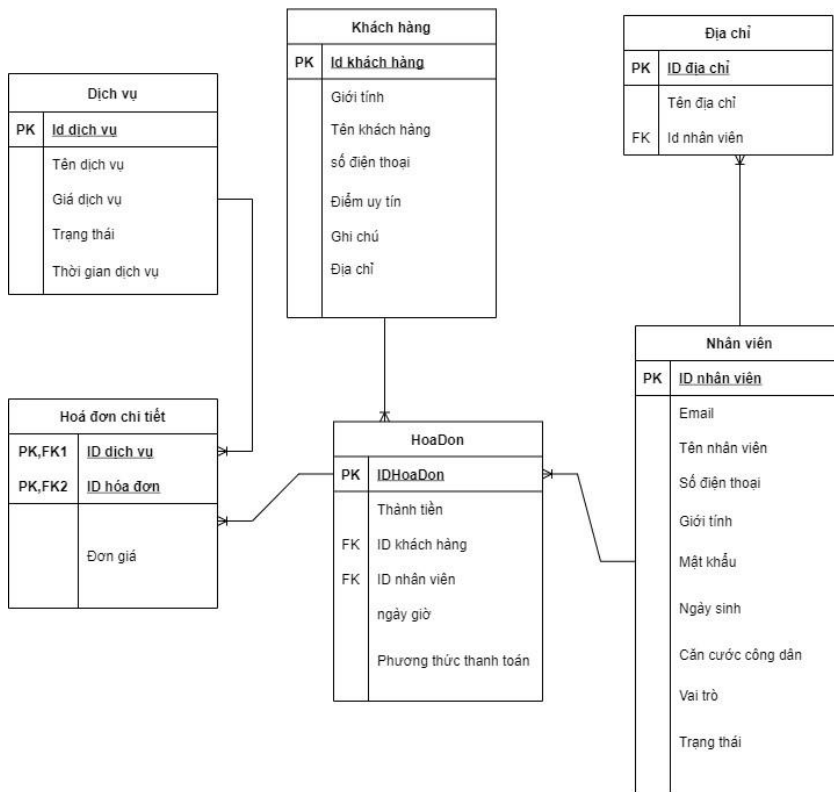 Khách hàng
PK Id khách hàng
Giới tính
Tên khách hàng
số điện thoại
Điểm uy tín
Ghi chú
Địa chỉ
Địa chỉ
PK ID địa chỉ
Tên địa chỉ
FK Id nhân viên
Dịch vụ
PK Id dịch vụ
Tên dịch vụ
Giá dịch vụ
Trạng thái
Thời gian dịch vụ
Nhân viên
PK ID nhân viên
Email
Tên nhân viên
Số điện thoại
Giới tính
Mật khẩu
Ngày sinh
Căn cước công dân
Vai trò
Trạng thái
Hoá đơn chi tiết
PK,FK1 ID dịch vụ
PK,FK2 ID hóa đơn
Đơn giá
HoaDon
PK IDHoaDon
Thành tiền
FK ID khách hàng
FK ID nhân viên
ngày giờ
Phương thức thanh toán